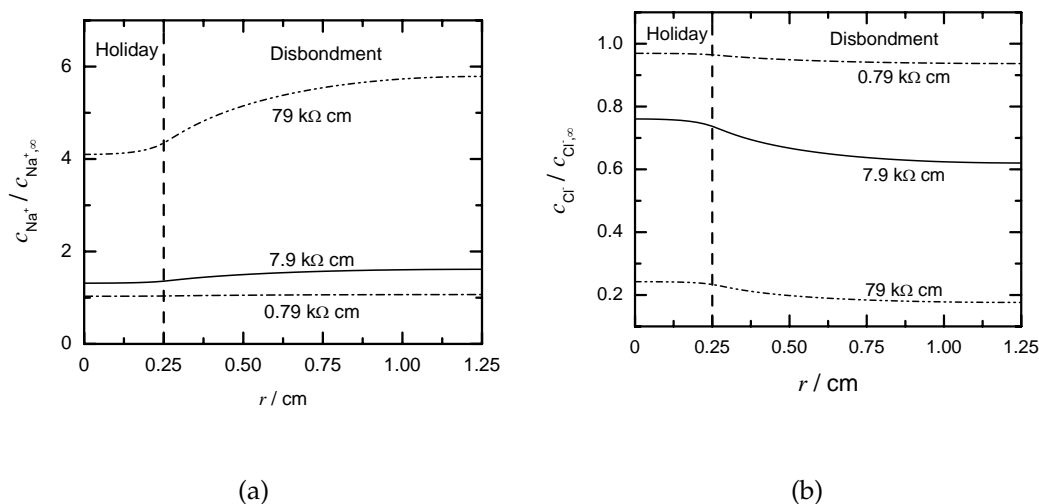 Holiday
Disbondment
79 kΩ cm
7.9 kΩ cm
0.79 kΩ cm
c_Na⁺ / c_Na⁺,∞
6
4
2
0
0 0.25 0.50 0.75 1.00 1.25
r / cm
(a)
Holiday
Disbondment
0.79 kΩ cm
7.9 kΩ cm
79 kΩ cm
c_Cl⁻ / c_Cl⁻,∞
1.0
0.8
0.6
0.4
0.2
0 0.25 0.50 0.75 1.00 1.25
r / cm
(b)